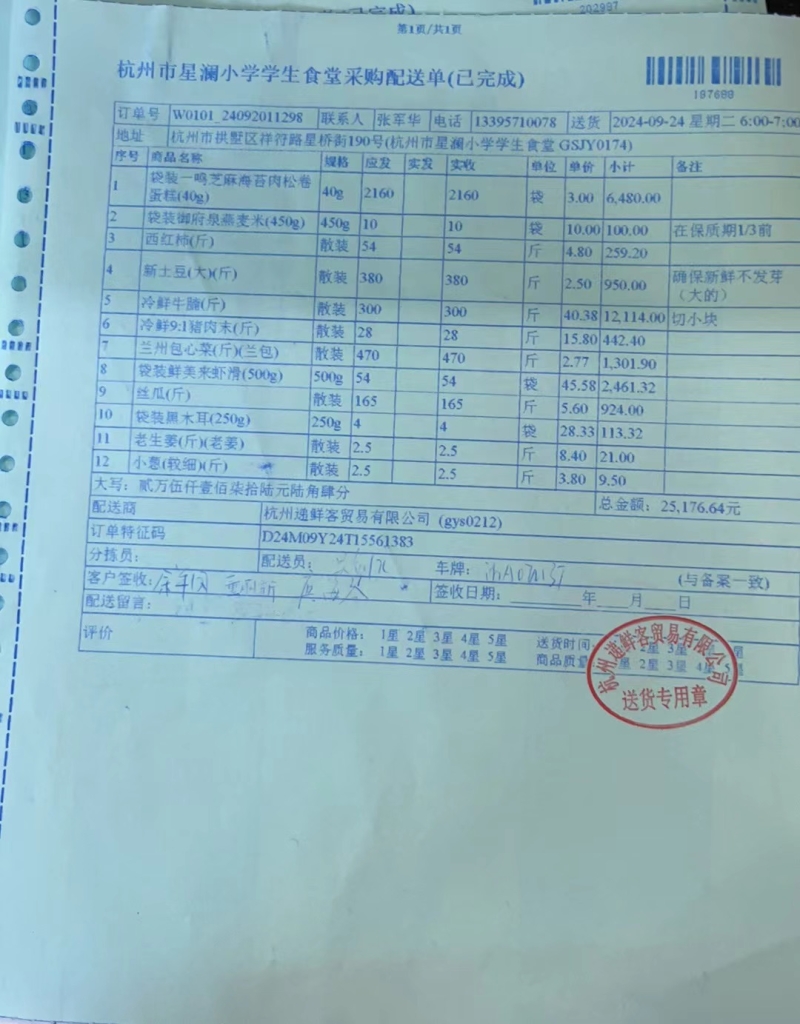 202987
第1页/共1页
杭州市星澜小学学生食堂采购配送单(已完成)
197688
订单号 W0101_24092011298 联系人 张军华 电话 13395710078 送货 2024-09-24 星期二 6:00-7:00
地址 杭州市拱墅区祥符路星桥街190号(杭州市星澜小学学生食堂 GSJY0174)
序号 商品名称 规格 应发 实发 实收 单位 单价 小计 备注
1 袋装一鸣芝麻海苔肉松卷蛋糕(40g) 40g 2160 2160 袋 3.00 6,480.00
2 袋装御府泉燕麦米(450g) 450g 10 10 袋 10.00 100.00 在保质期1/3前
3 西红柿(斤) 散装 54 54 斤 4.80 259.20
4 新土豆(大)(斤) 散装 380 380 斤 2.50 950.00 确保新鲜不发芽（大的）
5 冷鲜牛腩(斤) 散装 300 300 斤 40.38 12,114.00 切小块
6 冷鲜9:1猪肉末(斤) 散装 28 28 斤 15.80 442.40
7 兰州包心菜(斤)(兰包) 散装 470 470 斤 2.77 1,301.90
8 袋装鲜美来虾滑(500g) 500g 54 54 袋 45.58 2,461.32
9 丝瓜(斤) 散装 165 165 斤 5.60 924.00
10 袋装黑木耳(250g) 250g 4 4 袋 28.33 113.32
11 老生姜(斤)(老姜) 散装 2.5 2.5 斤 8.40 21.00
12 小葱(较细)(斤) 散装 2.5 2.5 斤 3.80 9.50
大写：贰万伍仟壹佰柒拾陆元陆角肆分 总金额：25,176.64元
配送商 杭州递鲜客贸易有限公司 (gys0212)
订单特征码 D24M09Y24T15561383
分拣员： 配送员： 车牌： (与备案一致)
客户签收： 签收日期： 年 月 日
配送留言：
评价 商品价格： 1星 2星 3星 4星 5星 送货时间 2星 3星 星
服务质量： 1星 2星 3星 4星 5星 商品质量 星 2星 3星 4星 5星
杭州递鲜客贸易有限公司
送货专用章